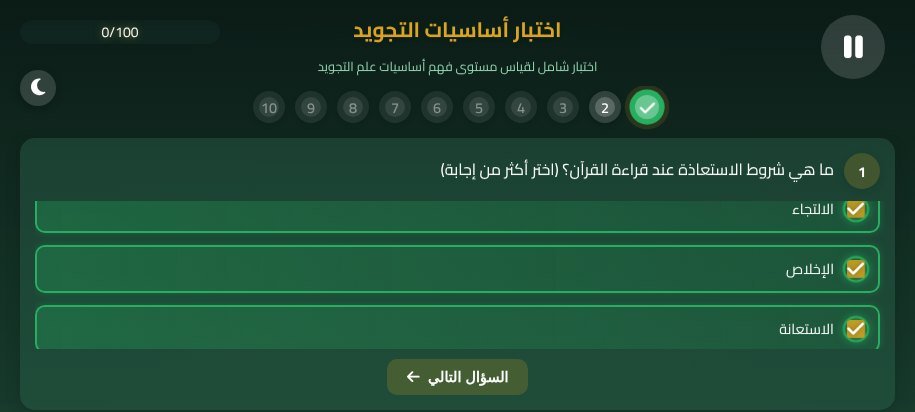 اختبار أساسيات التجويد
0/100
اختبار شامل لقياس مستوى فهم أساسيات علم التجويد
2 3 4 5 6 7 8 9 10
1
ما هي شروط الاستعاذة عند قراءة القرآن؟ (اختر أكثر من إجابة)
الالتجاء
الإخلاص
الاستعانة
السؤال التالي